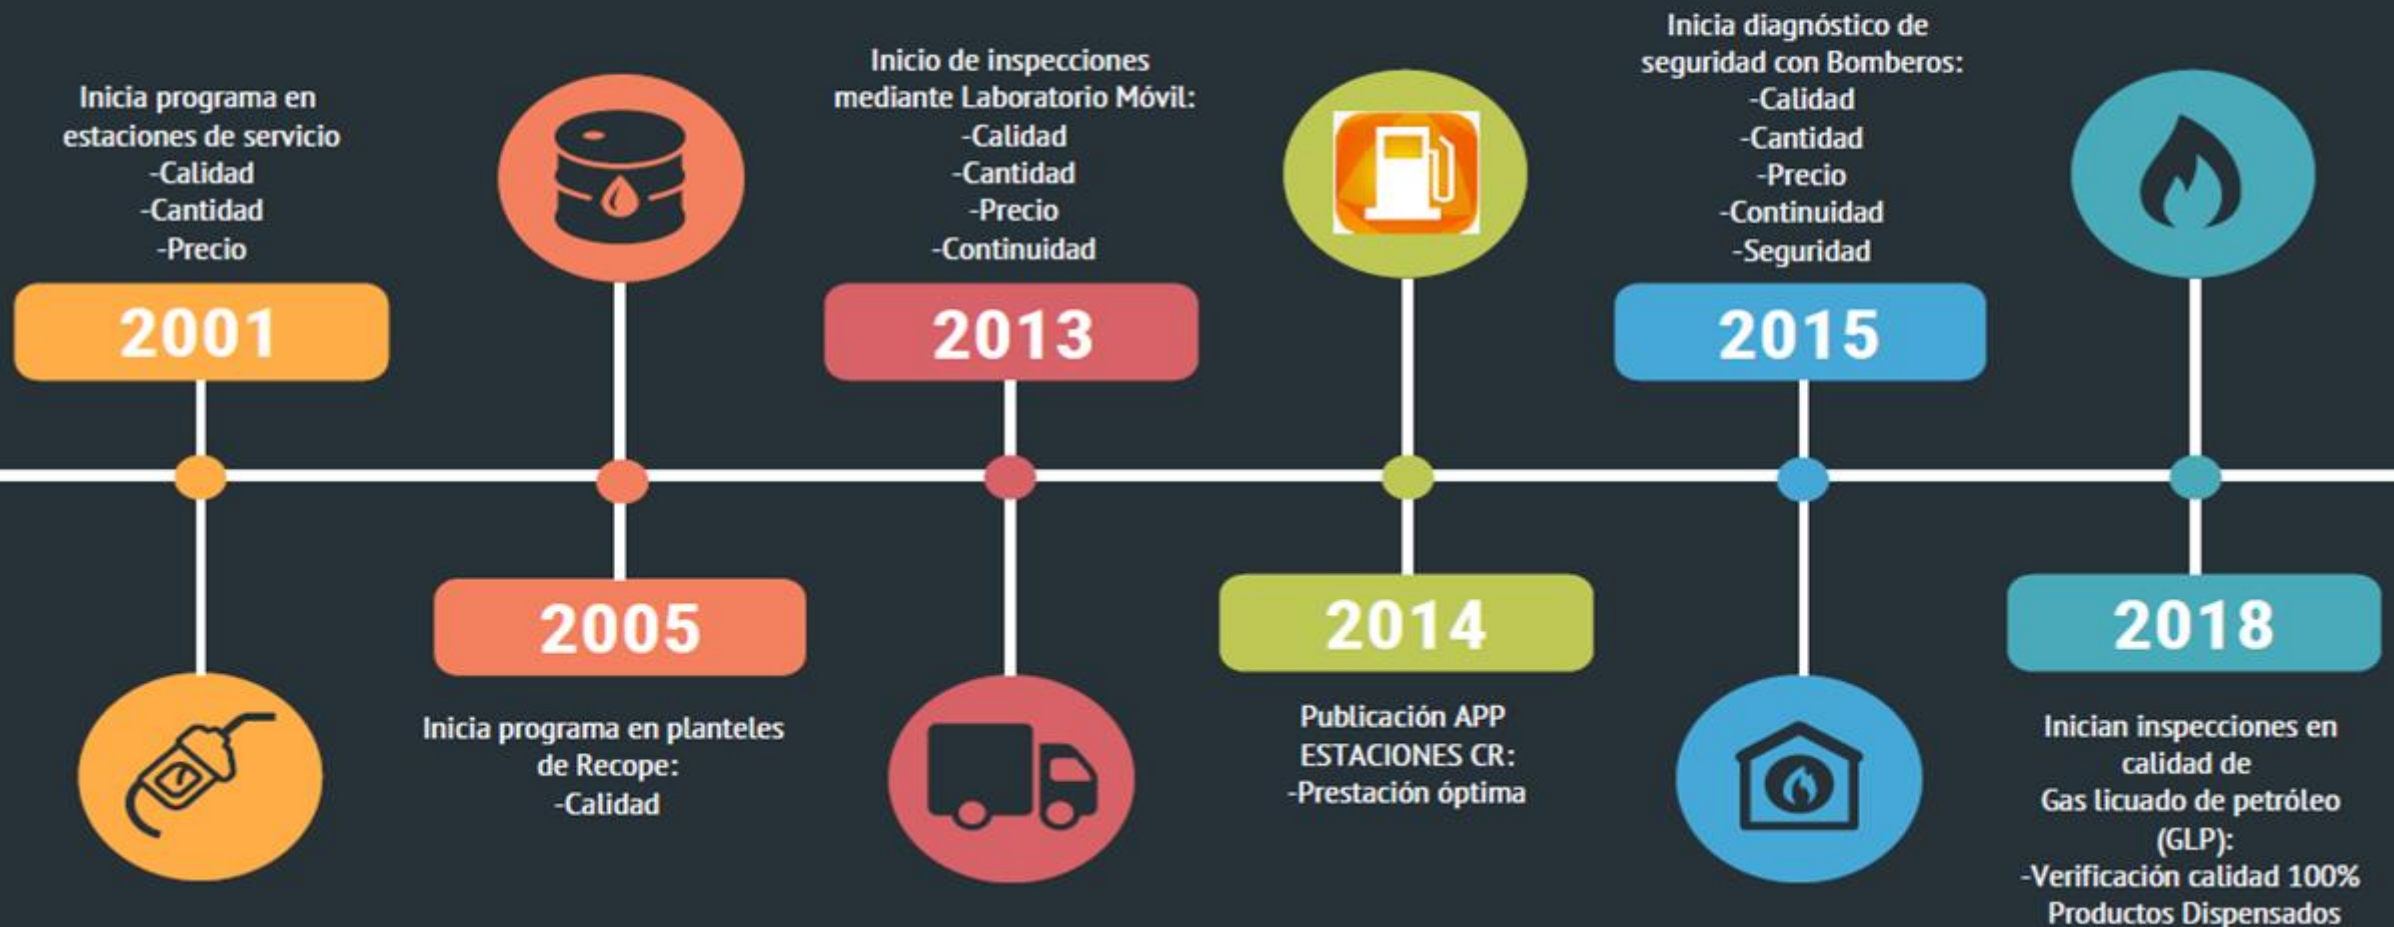 Inicia programa en
estaciones de servicio
-Calidad
-Cantidad
-Precio
2001
2005
Inicia programa en planteles
de Recope:
-Calidad
Inicio de inspecciones
mediante Laboratorio Móvil:
-Calidad
-Cantidad
-Precio
-Continuidad
2013
2014
Publicación APP
ESTACIONES CR:
-Prestación óptima
Inicia diagnóstico de
seguridad con Bomberos:
-Calidad
-Cantidad
-Precio
-Continuidad
-Seguridad
2015
2018
Inician inspecciones en
calidad de
Gas licuado de petróleo
(GLP):
-Verificación calidad 100%
Productos Dispensados